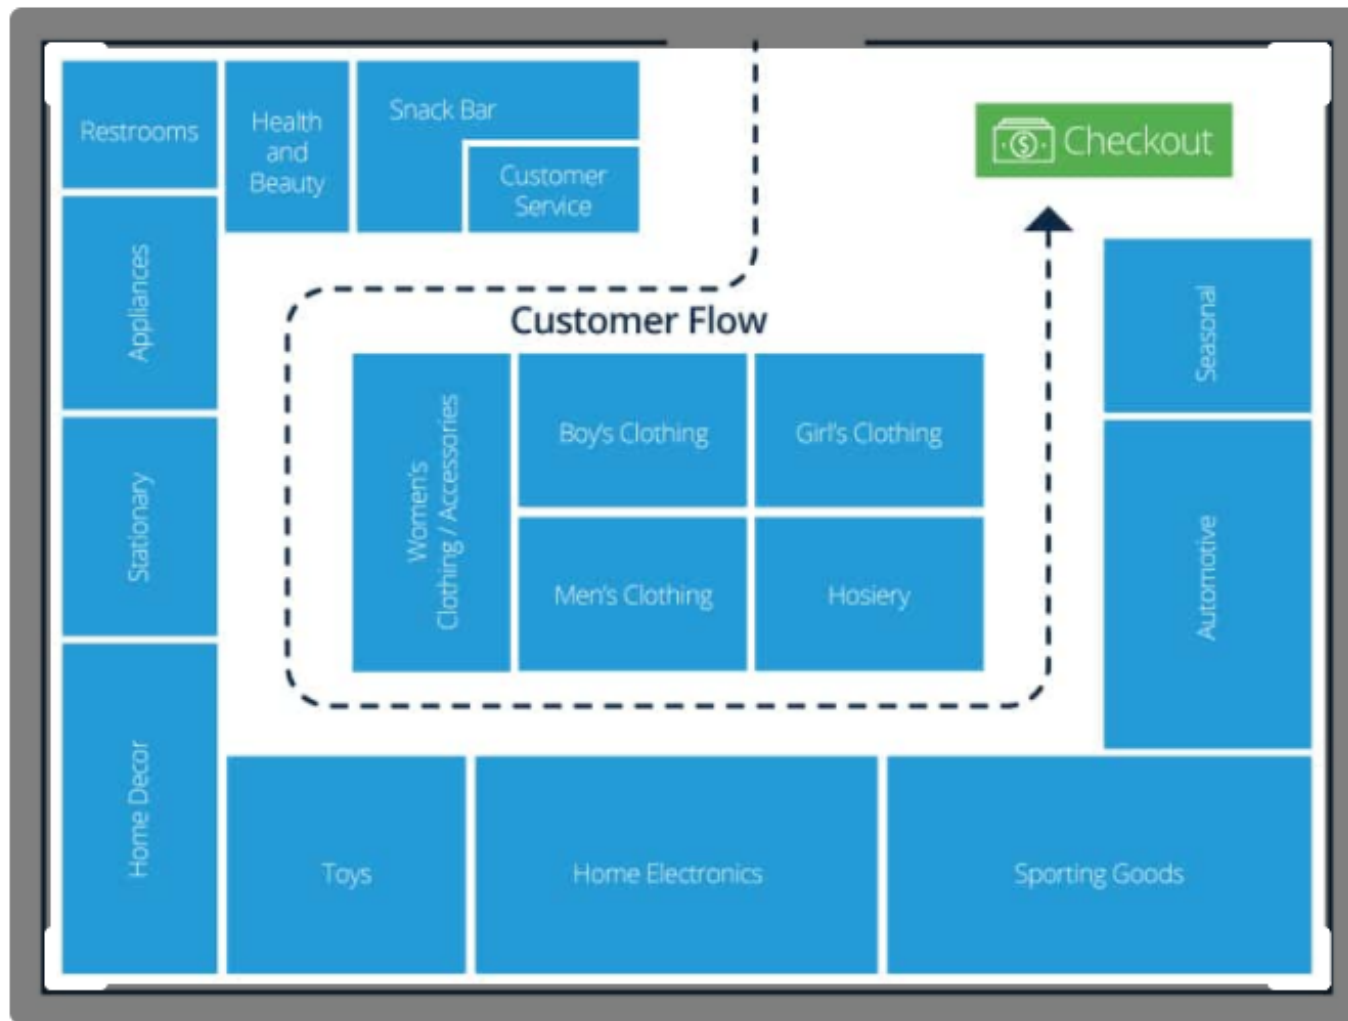 Restrooms
Health
and
Beauty
Snack Bar
Customer
Service
Checkout
Appliances
Customer Flow
Seasonal
Women's
Clothing / Accessories
Boy's Clothing
Girl's Clothing
Stationary
Men's Clothing
Hosiery
Automotive
Home Decor
Toys
Home Electronics
Sporting Goods